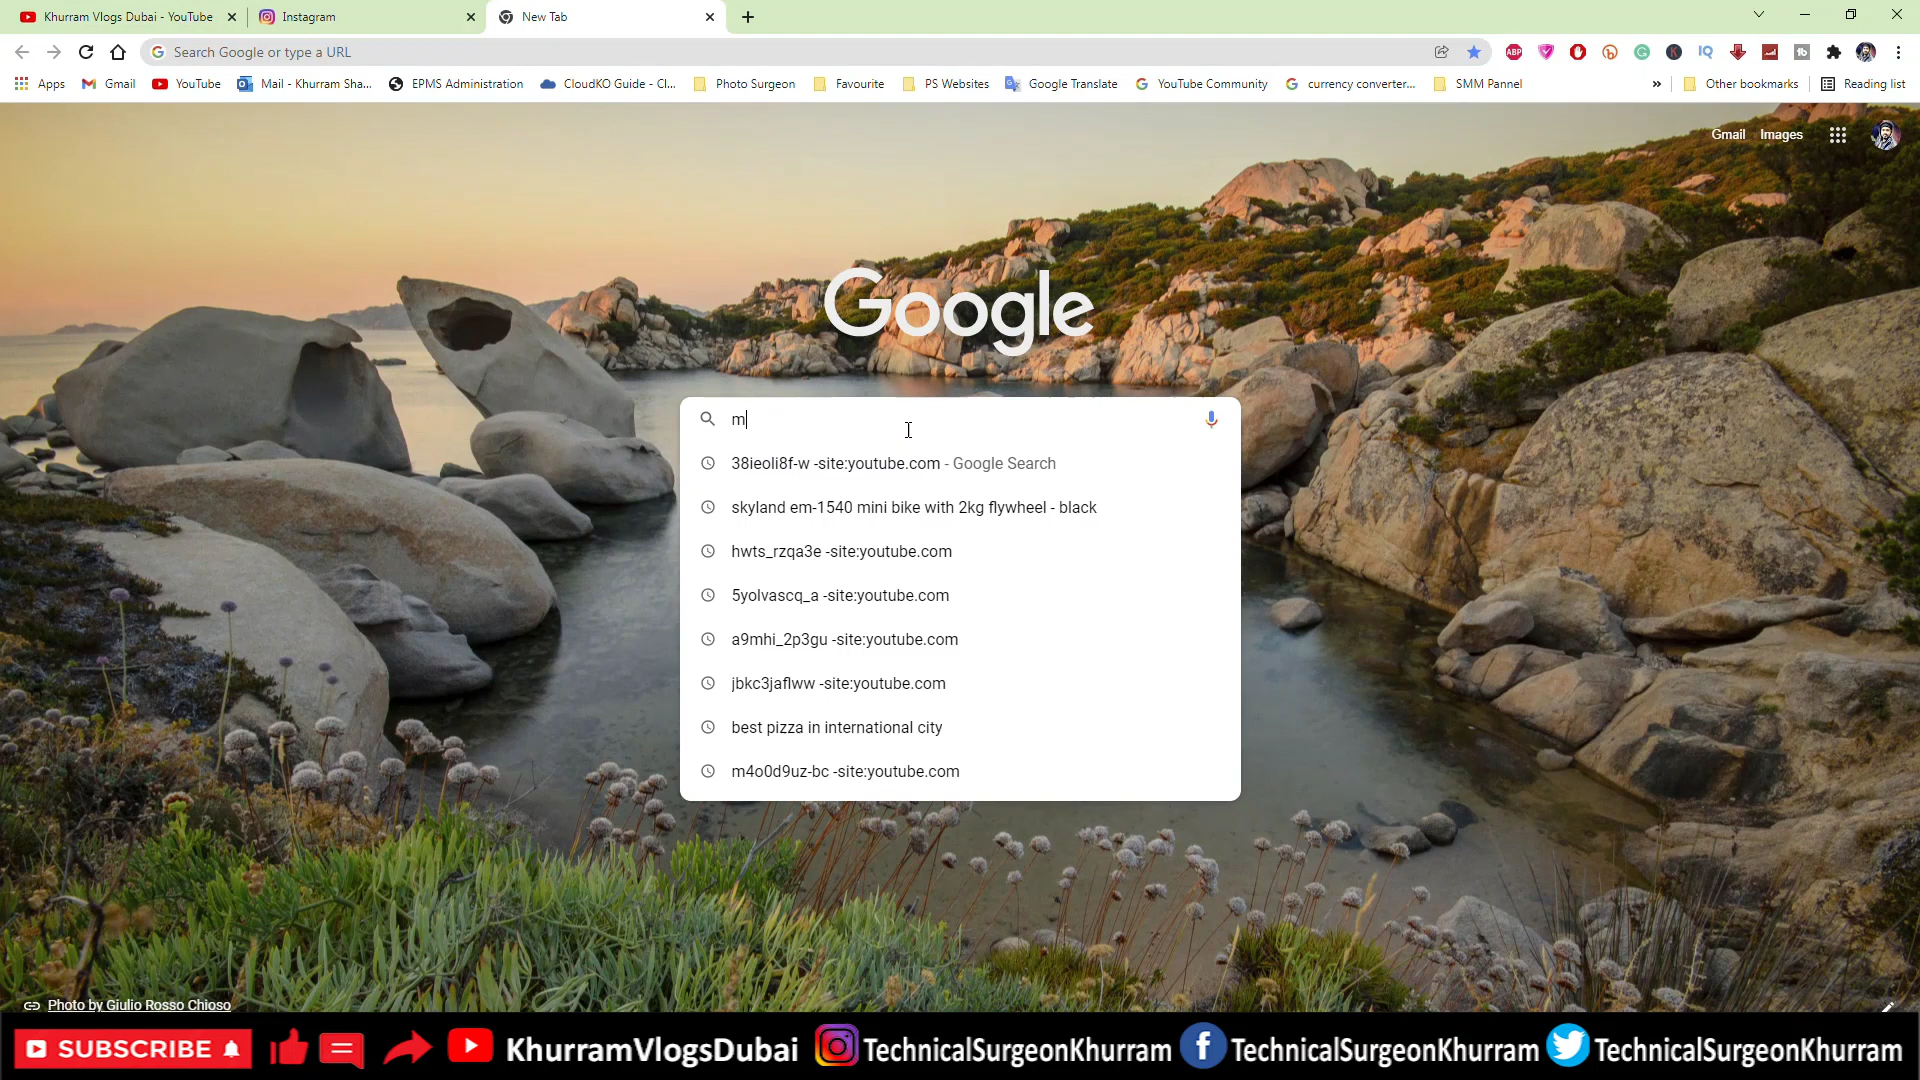 Khurram Vlogs Dubai - YouTube
Instagram
New Tab
Search Google or type a URL
ABP
IQ
Apps
Gmail
YouTube
Mail - Khurram Sha...
EPMS Administration
CloudKO Guide - Cl...
Photo Surgeon
Favourite
PS Websites
Google Translate
YouTube Community
currency converter...
SMM Pannel
»
Other bookmarks
Reading list
Gmail
Images
Google
m
38ieoli8f-w -site:youtube.com - Google Search
skyland em-1540 mini bike with 2kg flywheel - black
hwts_rzqa3e -site:youtube.com
5yolvascq_a -site:youtube.com
a9mhi_2p3gu -site:youtube.com
jbkc3jaflww -site:youtube.com
best pizza in international city
m4o0d9uz-bc -site:youtube.com
Photo by Giulio Rosso Chioso
SUBSCRIBE
KhurramVlogsDubai
TechnicalSurgeonKhurram
TechnicalSurgeonKhurram
TechnicalSurgeonKhurram